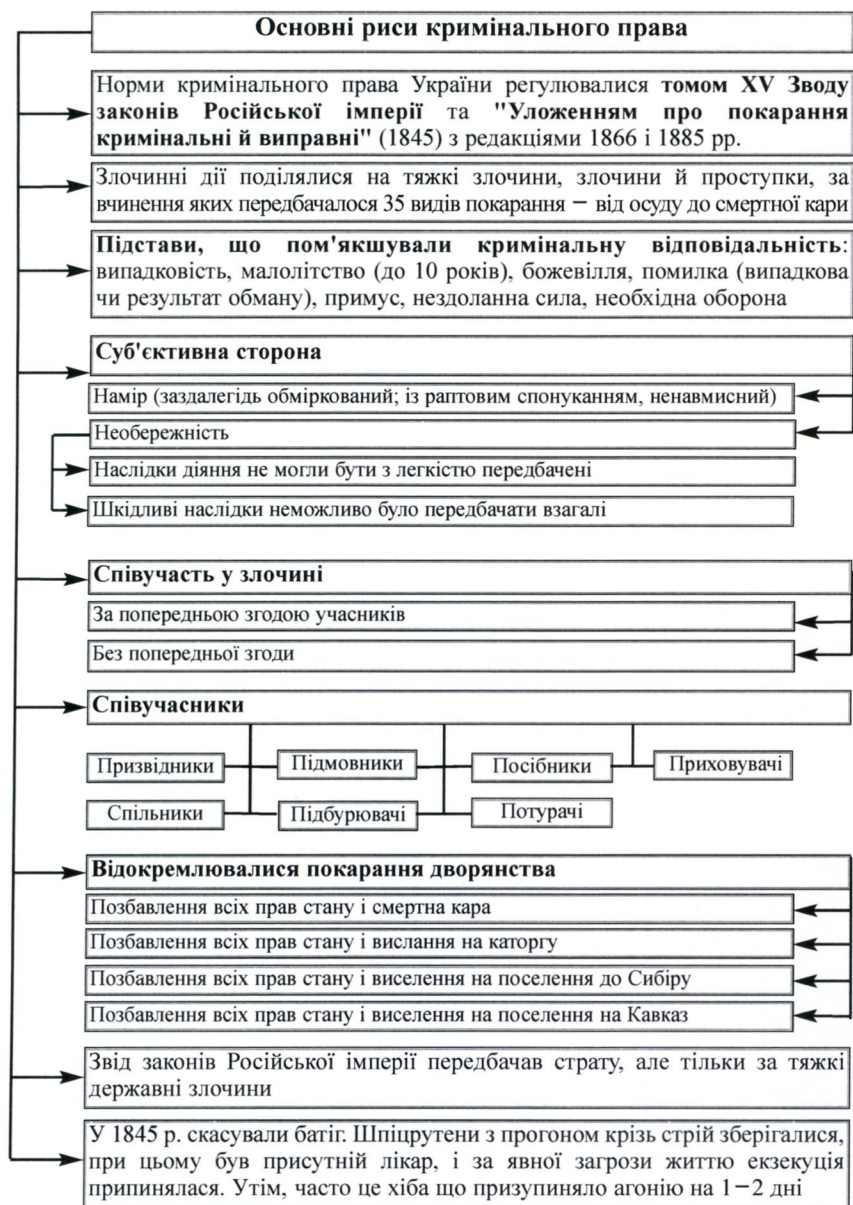 Основні риси кримінального права
Норми кримінального права України регулювалися томом XV Зводу
законів Російської імперії та "Уложенням про покарання
кримінальні й виправні" (1845) з редакціями 1866 і 1885 рр.
Злочинні дії поділялися на тяжкі злочини, злочини й проступки, за
вчинення яких передбачалося 35 видів покарання — від осуду до смертної кари
Підстави, що пом'якшували кримінальну відповідальність:
випадковість, малолітство (до 10 років), божевілля, помилка (випадкова
чи результат обману), примус, нездоланна сила, необхідна оборона
Суб'єктивна сторона
Намір (заздалегідь обміркований; із раптовим спонуканням, ненавмисний)
Необережність
Наслідки діяння не могли бути з легкістю передбачені
Шкідливі наслідки неможливо було передбачати взагалі
Співучасть у злочині
За попередньою згодою учасників
Без попередньої згоди
Співучасники
Призвідники Підмовники Посібники Приховувачі
Спільники Підбурювачі Потурачі
Відокремлювалися покарання дворянства
Позбавлення всіх прав стану і смертна кара
Позбавлення всіх прав стану і вислання на каторгу
Позбавлення всіх прав стану і виселення на поселення до Сибіру
Позбавлення всіх прав стану і виселення на поселення на Кавказ
Звід законів Російської імперії передбачав страту, але тільки за тяжкі
державні злочини
У 1845 р. скасували батіг. Шпіцрутени з прогоном крізь стрій зберігалися,
при цьому був присутній лікар, і за явної загрози життю екзекуція
припинялася. Утім, часто це хіба що призупиняло агонію на 1—2 дні